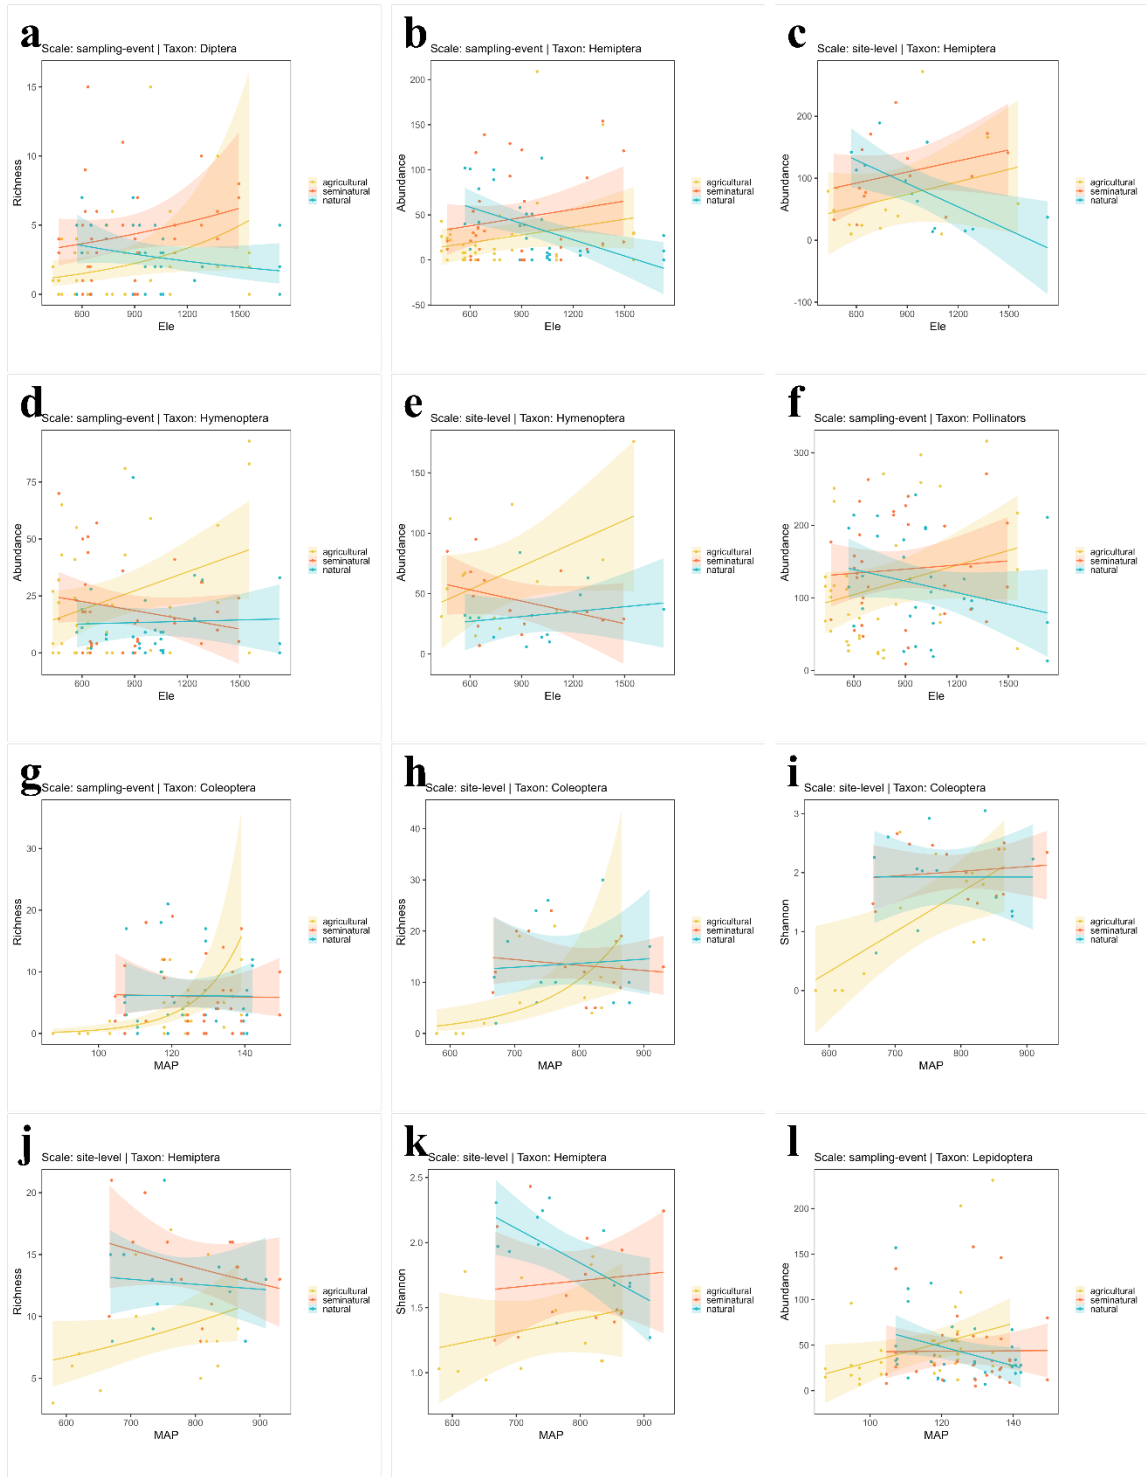 a
Scale: sampling-event | Taxon: Diptera
15
10
5
0
Richness
600 900 1200 1500
Ele
agricultural
seminatural
natural
b
Scale: sampling-event | Taxon: Hemiptera
200
150
100
50
0
-50
Abundance
600 900 1200 1500
Ele
agricultural
seminatural
natural
c
Scale: site-level | Taxon: Hemiptera
200
100
0
-100
Abundance
600 900 1200 1500
Ele
agricultural
seminatural
natural
d
Scale: sampling-event | Taxon: Hymenoptera
75
50
25
0
Abundance
600 900 1200 1500
Ele
agricultural
seminatural
natural
e
Scale: site-level | Taxon: Hymenoptera
150
100
50
0
Abundance
600 900 1200 1500
Ele
agricultural
seminatural
natural
f
Scale: sampling-event | Taxon: Pollinators
300
200
100
0
Abundance
600 900 1200 1500
Ele
agricultural
seminatural
natural
g
Scale: sampling-event | Taxon: Coleoptera
30
20
10
0
Richness
100 120 140
MAP
agricultural
seminatural
natural
h
Scale: site-level | Taxon: Coleoptera
40
30
20
10
0
Richness
600 700 800 900
MAP
agricultural
seminatural
natural
i
Scale: site-level | Taxon: Coleoptera
3
2
1
0
Shannon
600 700 800 900
MAP
agricultural
seminatural
natural
j
Scale: site-level | Taxon: Hemiptera
20
15
10
5
Richness
600 700 800 900
MAP
agricultural
seminatural
natural
k
Scale: site-level | Taxon: Hemiptera
2.5
2.0
1.5
1.0
Shannon
600 700 800 900
MAP
agricultural
seminatural
natural
l
Scale: sampling-event | Taxon: Lepidoptera
200
150
100
50
0
Abundance
100 120 140
MAP
agricultural
seminatural
natural